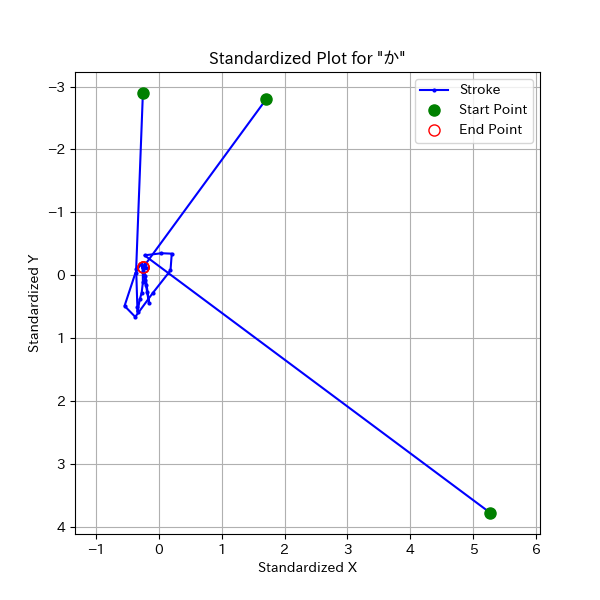 Standardized Plot for "か"
Stroke
Start Point
End Point
−3
−2
−1
0
1
2
3
4
Standardized Y
−1
0
1
2
3
4
5
6
Standardized X